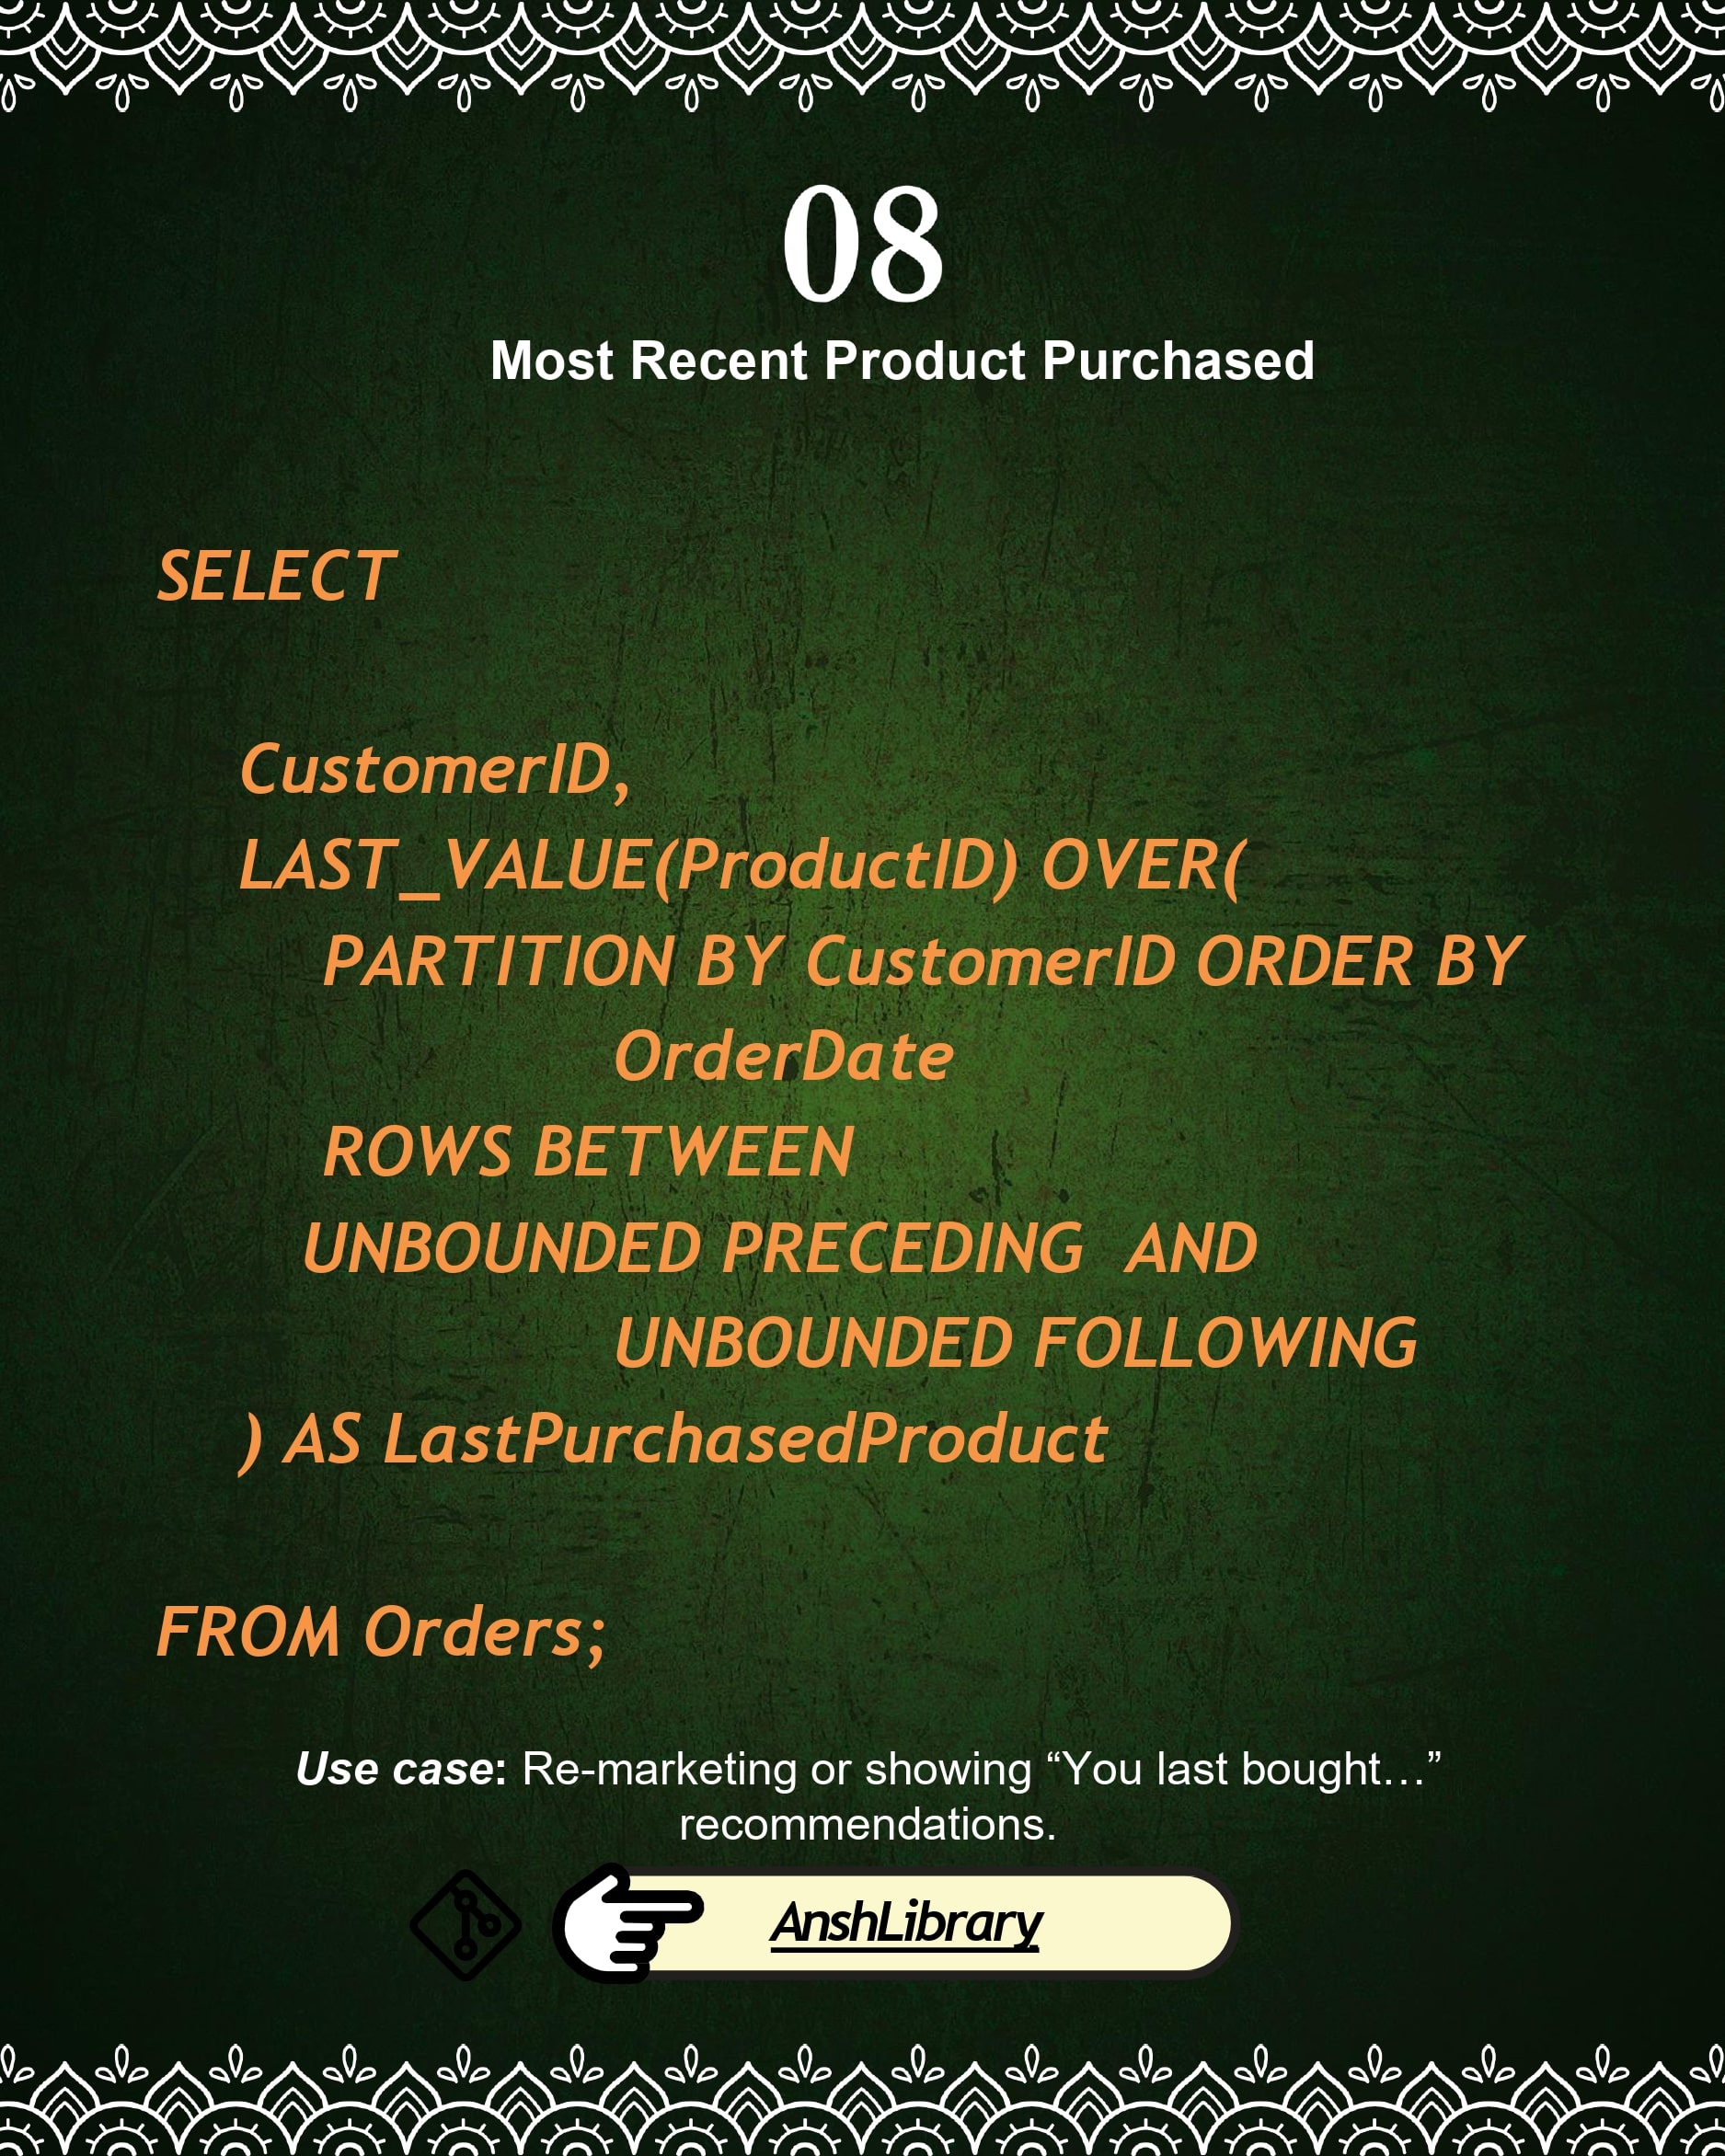 08
Most Recent Product Purchased
SELECT
CustomerID,
LAST_VALUE(ProductID) OVER(
PARTITION BY CustomerID ORDER BY
OrderDate
ROWS BETWEEN
UNBOUNDED PRECEDING AND
UNBOUNDED FOLLOWING
) AS LastPurchasedProduct
FROM Orders;
Use case: Re-marketing or showing “You last bought…”
recommendations.
AnshLibrary